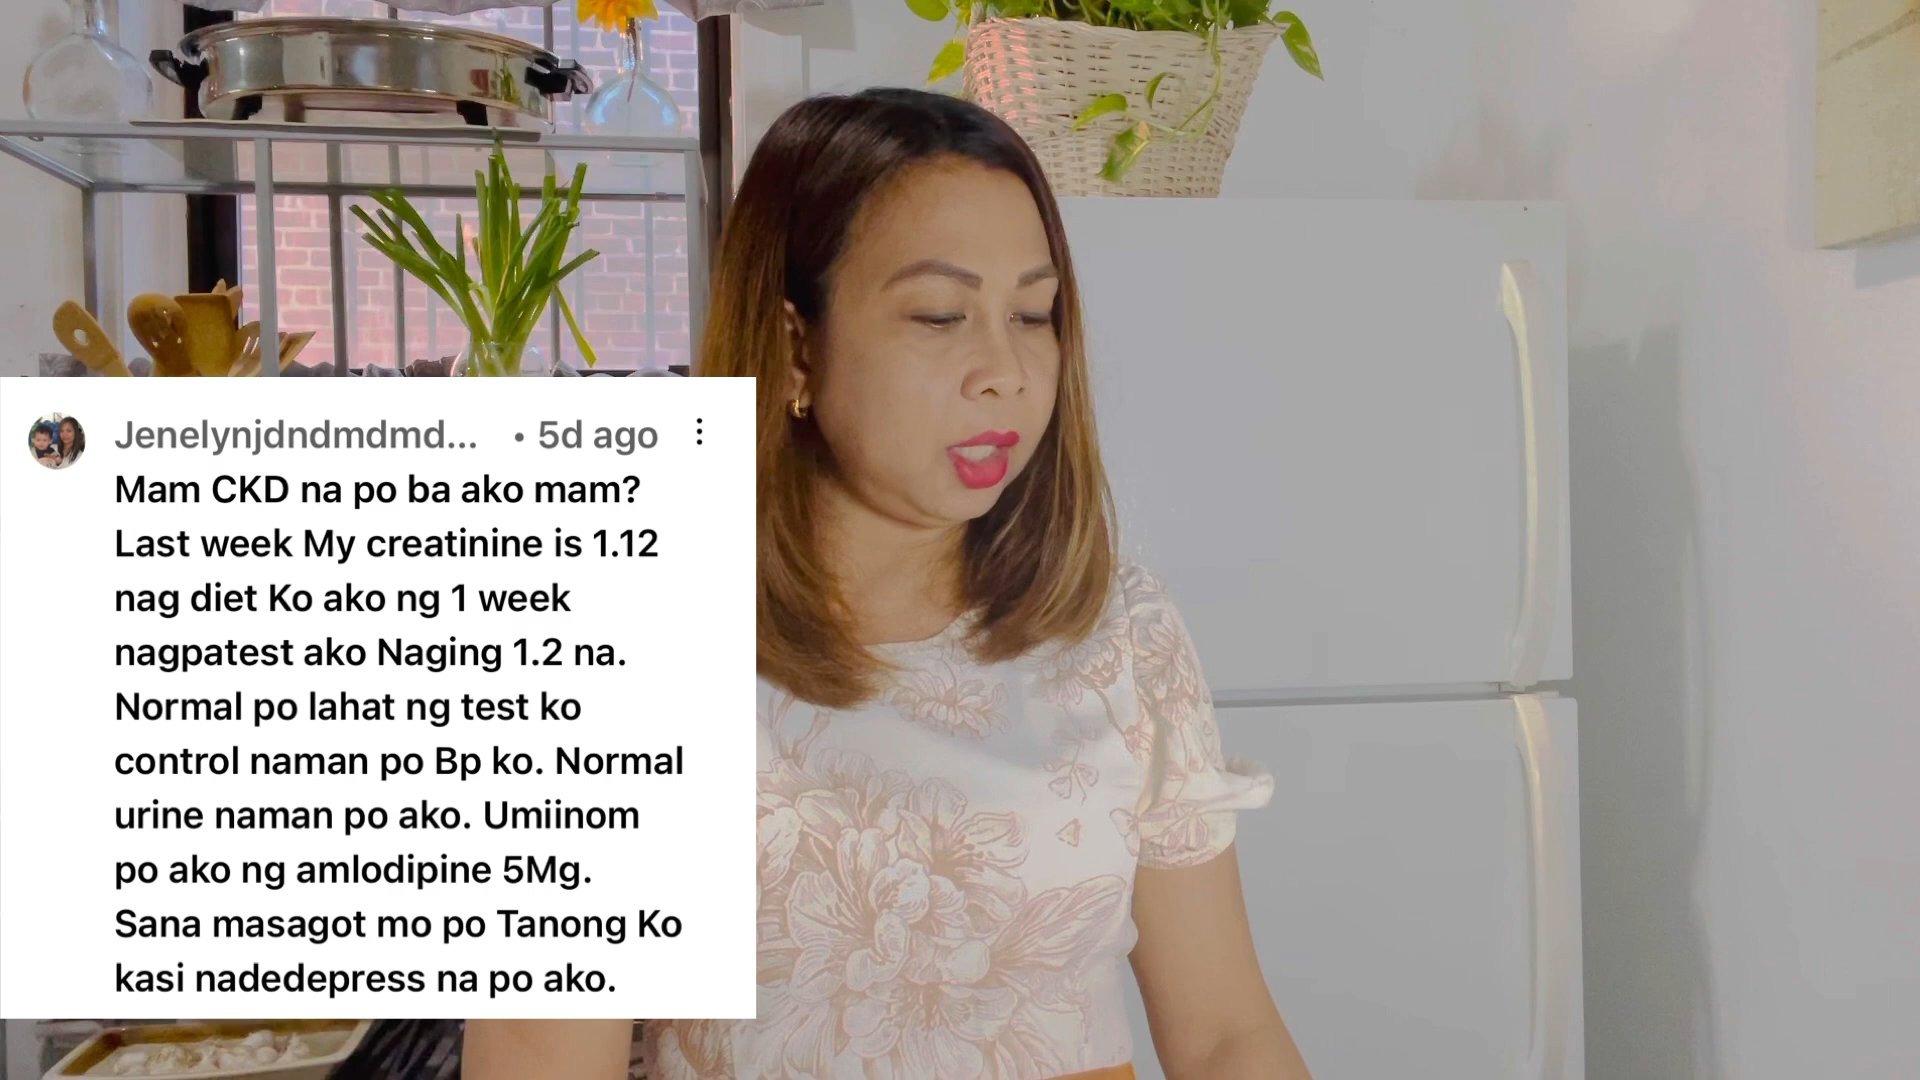 Jenelynjdndmdmd... • 5d ago
Mam CKD na po ba ako mam?
Last week My creatinine is 1.12
nag diet Ko ako ng 1 week
nagpatest ako Naging 1.2 na.
Normal po lahat ng test ko
control naman po Bp ko. Normal
urine naman po ako. Umiinom
po ako ng amlodipine 5Mg.
Sana masagot mo po Tanong Ko
kasi nadedepress na po ako.